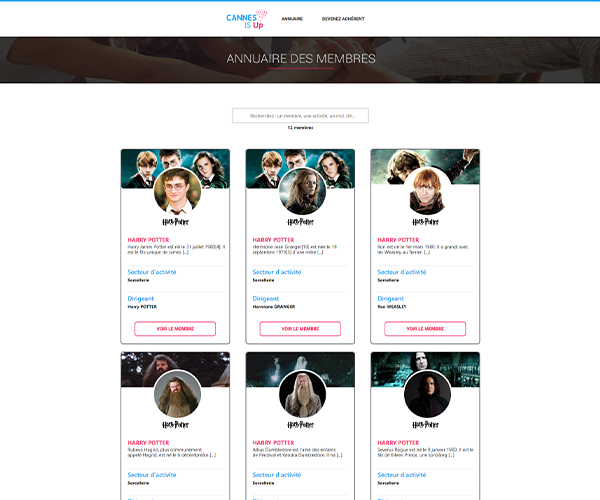 CANNES
IS Up
ANNUAIRE
DEVENEZ ADHÉRENT
ANNUAIRE DES MEMBRES
Recherchez : un membre, une activité, un mot clé...
12 membres
Harry Potter
HARRY POTTER
Harry James Potter est né le 31 juillet 1980[4]. Il
est le fils unique de James [...]
Secteur d'activité
Sorcellerie
Dirigeant
Harry POTTER
VOIR LE MEMBRE
Harry Potter
HARRY POTTER
Hermione Jean Granger[19] est née le 19
septembre 1979[1] d'une mère [...]
Secteur d'activité
Sorcellerie
Dirigeant
Hermione GRANGER
VOIR LE MEMBRE
Harry Potter
HARRY POTTER
Ron est né le 1er mars 1980. Il a grandi avec
les Weasley au Terrier. [...]
Secteur d'activité
Sorcellerie
Dirigeant
Ron WEASLEY
VOIR LE MEMBRE
Harry Potter
HARRY POTTER
Rubeus Hagrid, plus communément
appelé Hagrid, est né le 6 décembre [...]
Secteur d'activité
Sorcellerie
Harry Potter
HARRY POTTER
Albus Dumbledore est l'aîné des enfants
de Perceval et Kendra Dumbledore. Il na [...]
Secteur d'activité
Sorcellerie
Harry Potter
HARRY POTTER
Severus Rogue est né le 9 janvier 1960. Il est le
fils de Eileen Prince, une sorcière [...]
Secteur d'activité
Sorcellerie